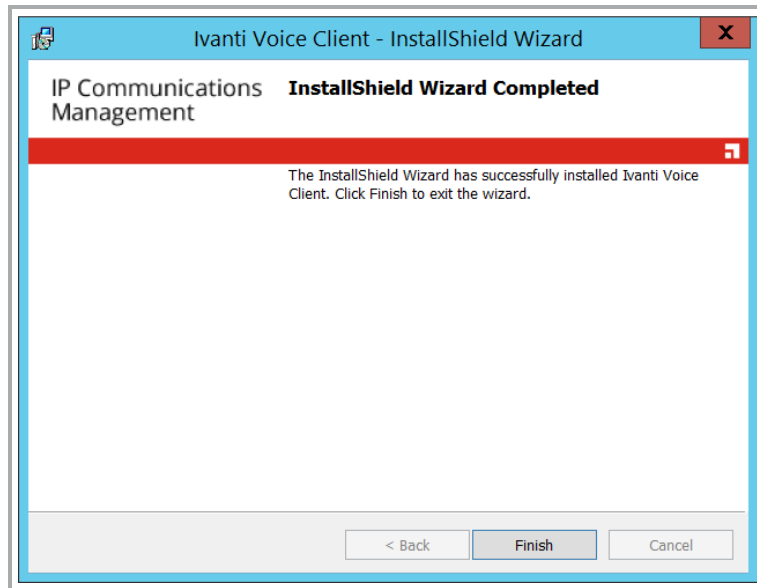 Ivanti Voice Client - InstallShield Wizard
X
IP Communications
Management
InstallShield Wizard Completed
The InstallShield Wizard has successfully installed Ivanti Voice
Client. Click Finish to exit the wizard.
< Back
Finish
Cancel